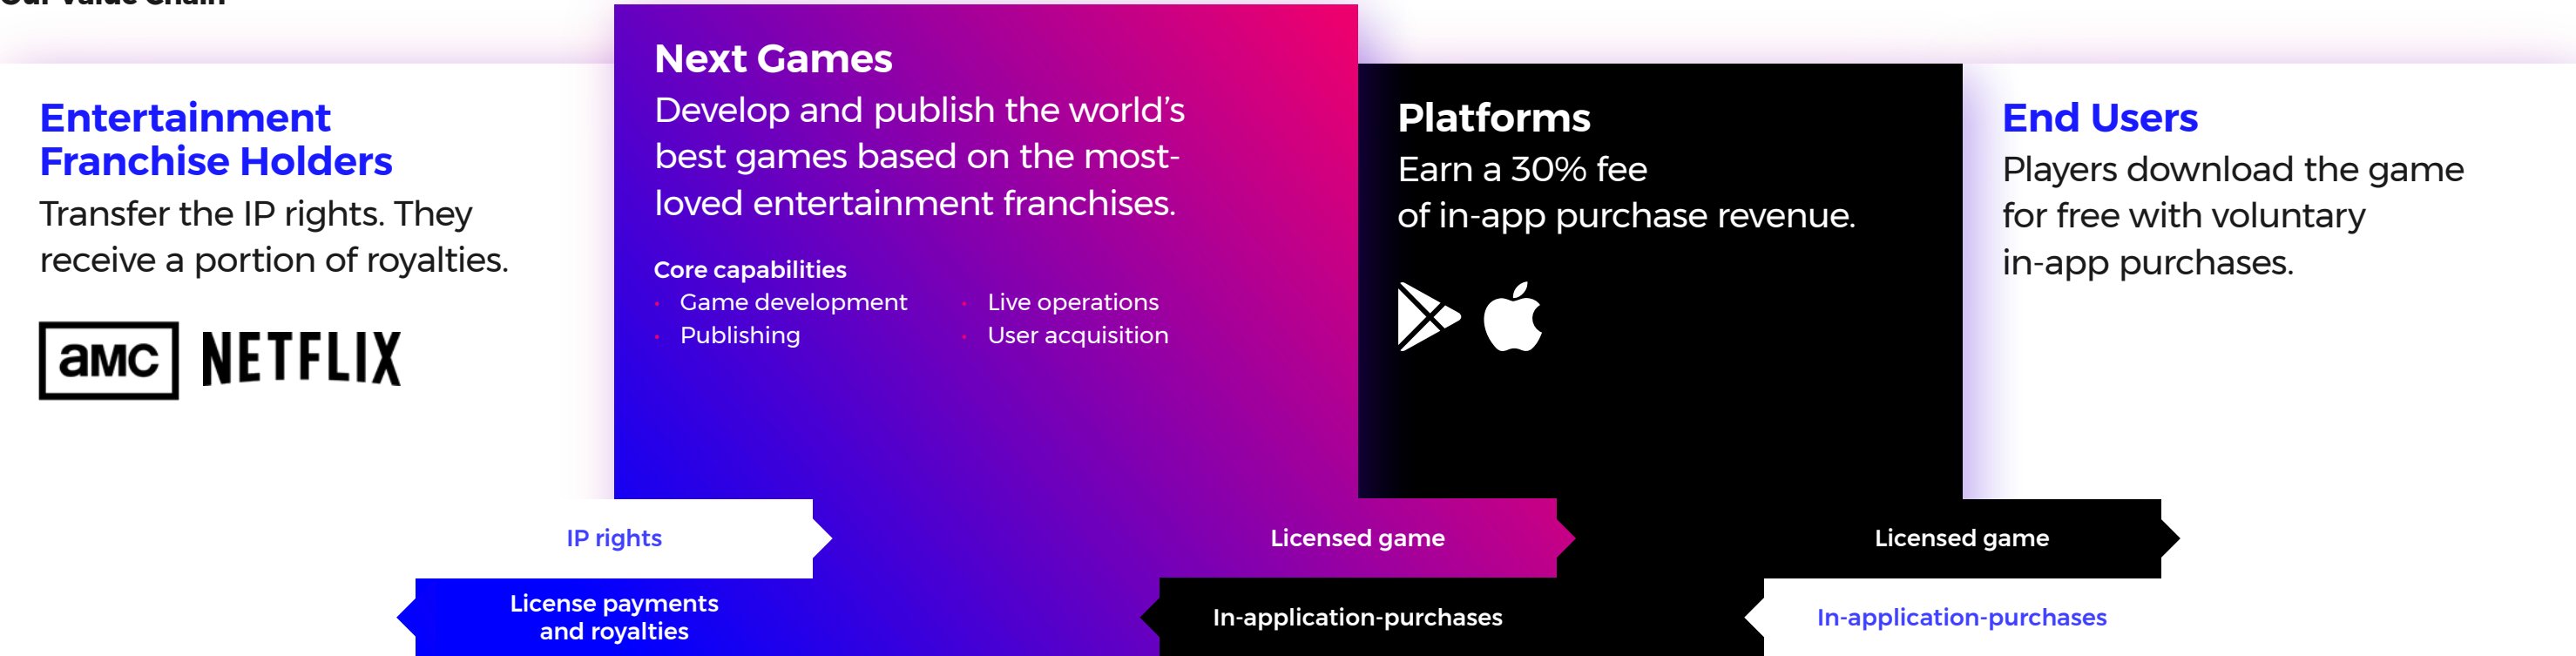 Our Value Chain
Entertainment
Franchise Holders
Transfer the IP rights. They
receive a portion of royalties.
aMC NETFLIX
Next Games
Develop and publish the world’s
best games based on the most-
loved entertainment franchises.
Core capabilities
• Game development
• Publishing
• Live operations
• User acquisition
Platforms
Earn a 30% fee
of in-app purchase revenue.
End Users
Players download the game
for free with voluntary
in-app purchases.
IP rights
Licensed game
Licensed game
License payments
and royalties
In-application-purchases
In-application-purchases